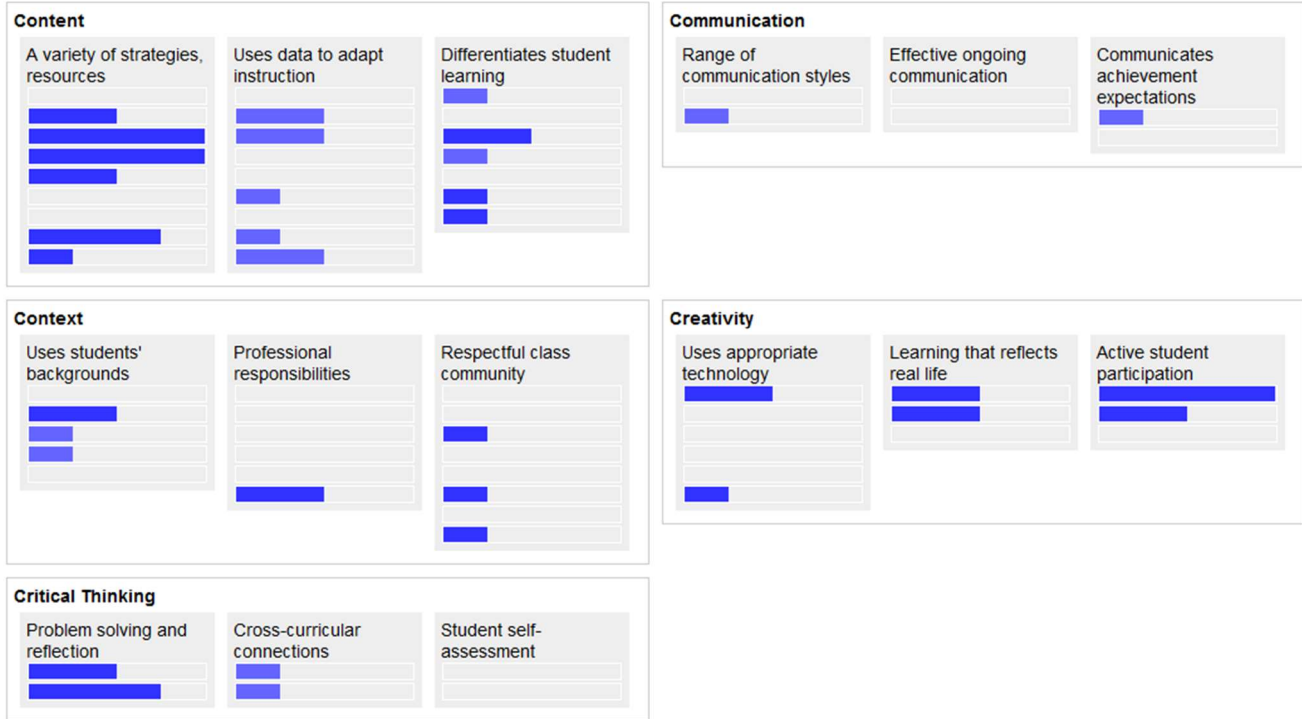 Content
A variety of strategies,
resources
Uses data to adapt
instruction
Differentiates student
learning
Communication
Range of
communication styles
Effective ongoing
communication
Communicates
achievement
expectations
Context
Uses students'
backgrounds
Professional
responsibilities
Respectful class
community
Creativity
Uses appropriate
technology
Learning that reflects
real life
Active student
participation
Critical Thinking
Problem solving and
reflection
Cross-curricular
connections
Student self-
assessment